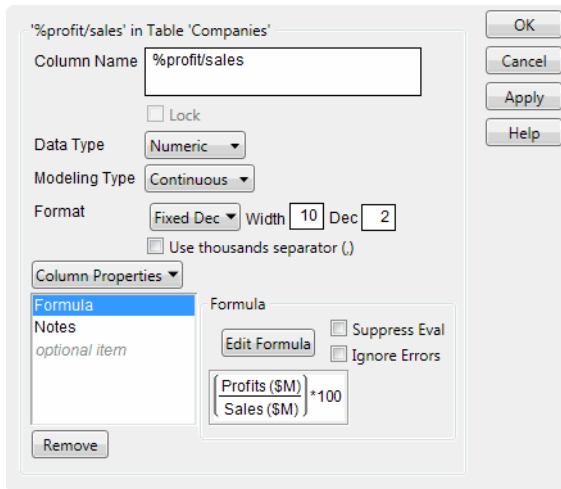 '%profit/sales' in Table 'Companies'
OK
Column Name %profit/sales
Cancel
Apply
Lock
Help
Data Type Numeric
Modeling Type Continuous
Format Fixed Dec Width 10 Dec 2
Use thousands separator (,)
Column Properties
Formula
Notes
optional item
Formula
Edit Formula
Suppress Eval
Ignore Errors
(Profits ($M)
Sales ($M)) *100
Remove